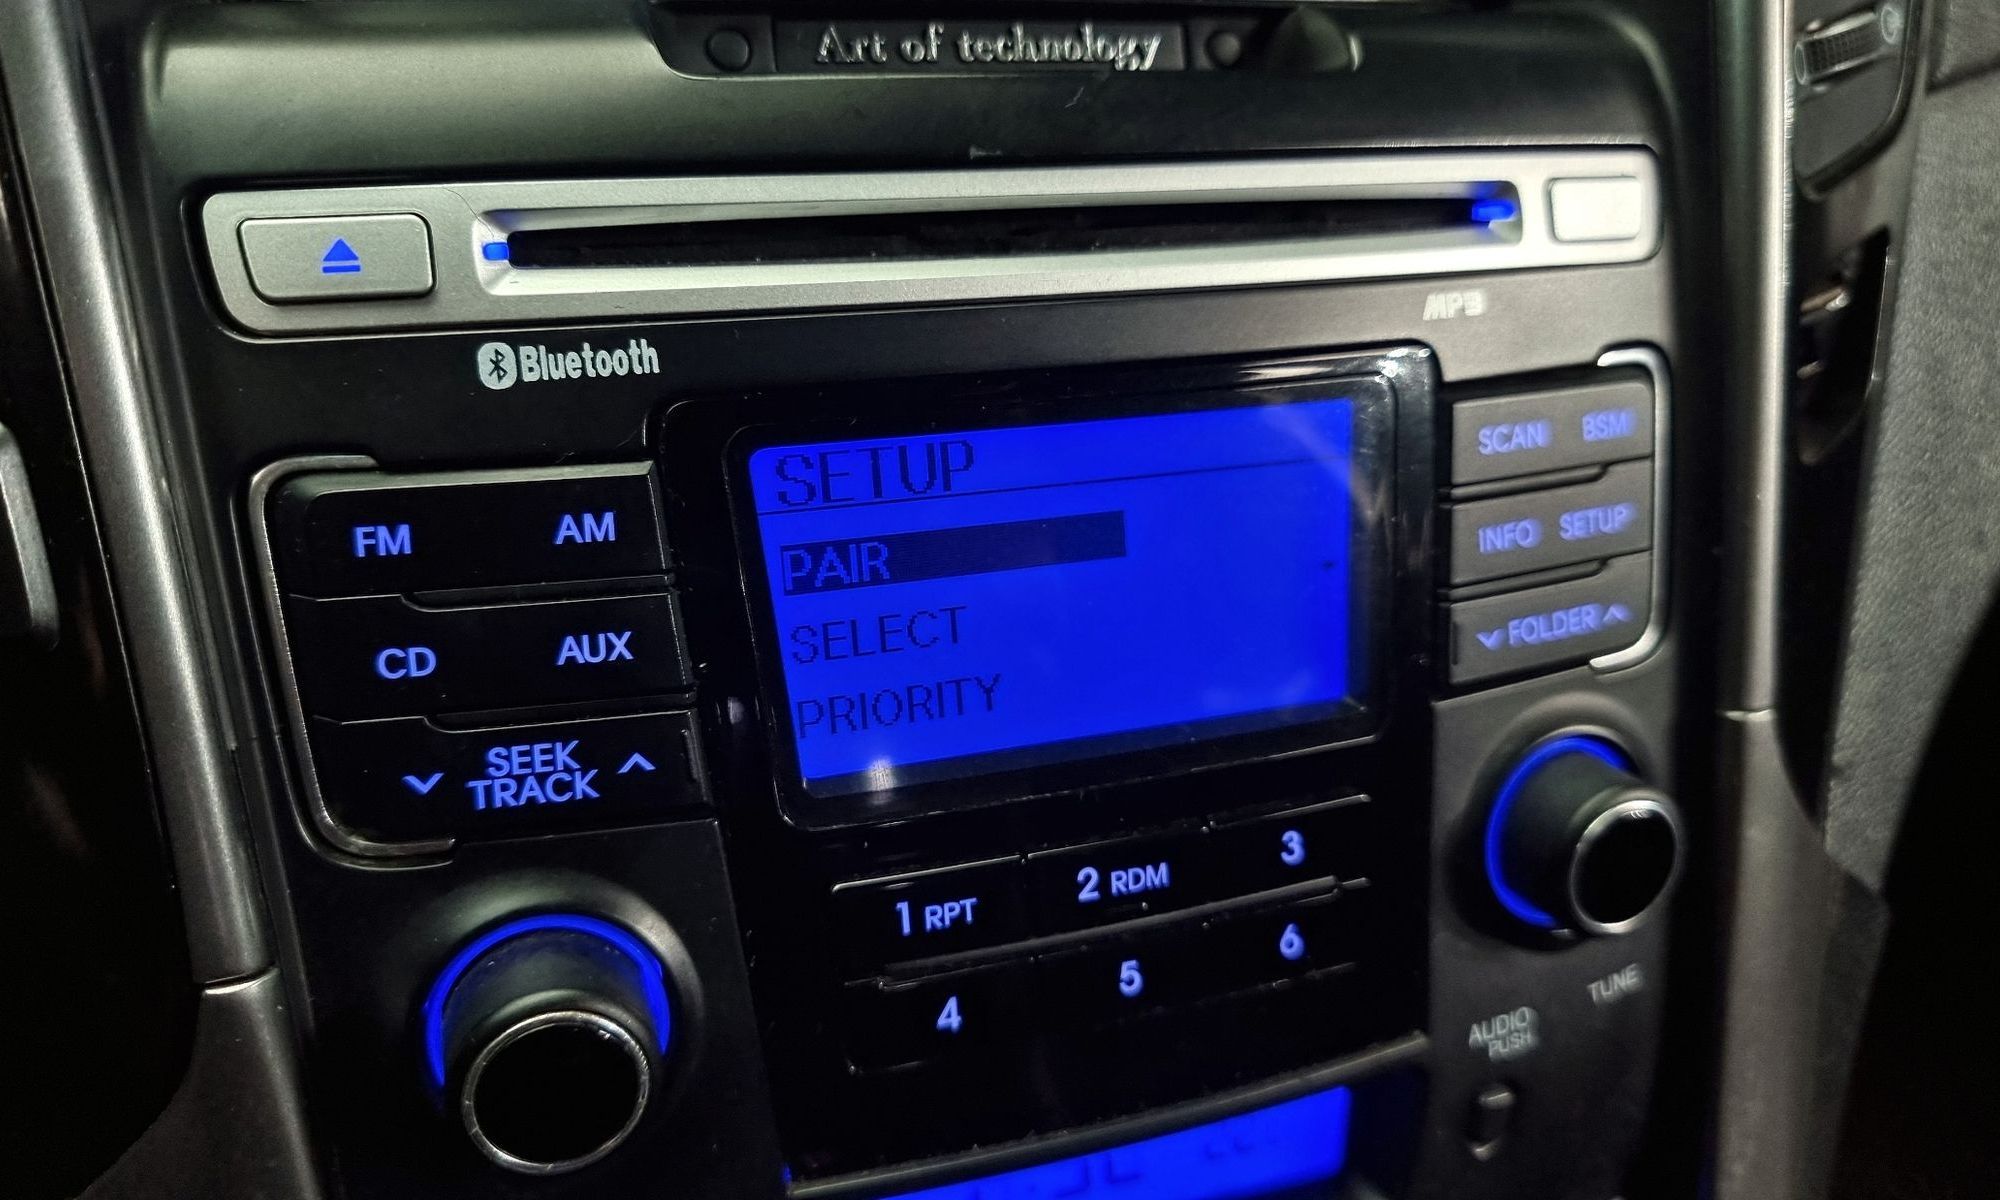 Art of technology
MP3
Bluetooth
SCAN BSM
SETUP
FM AM
PAIR
INFO SETUP
SELECT
CD AUX
FOLDER
PRIORITY
SEEK
TRACK
1 RPT
2 RDM
3
4
5
6
TUNE
AUDIO
PUSH